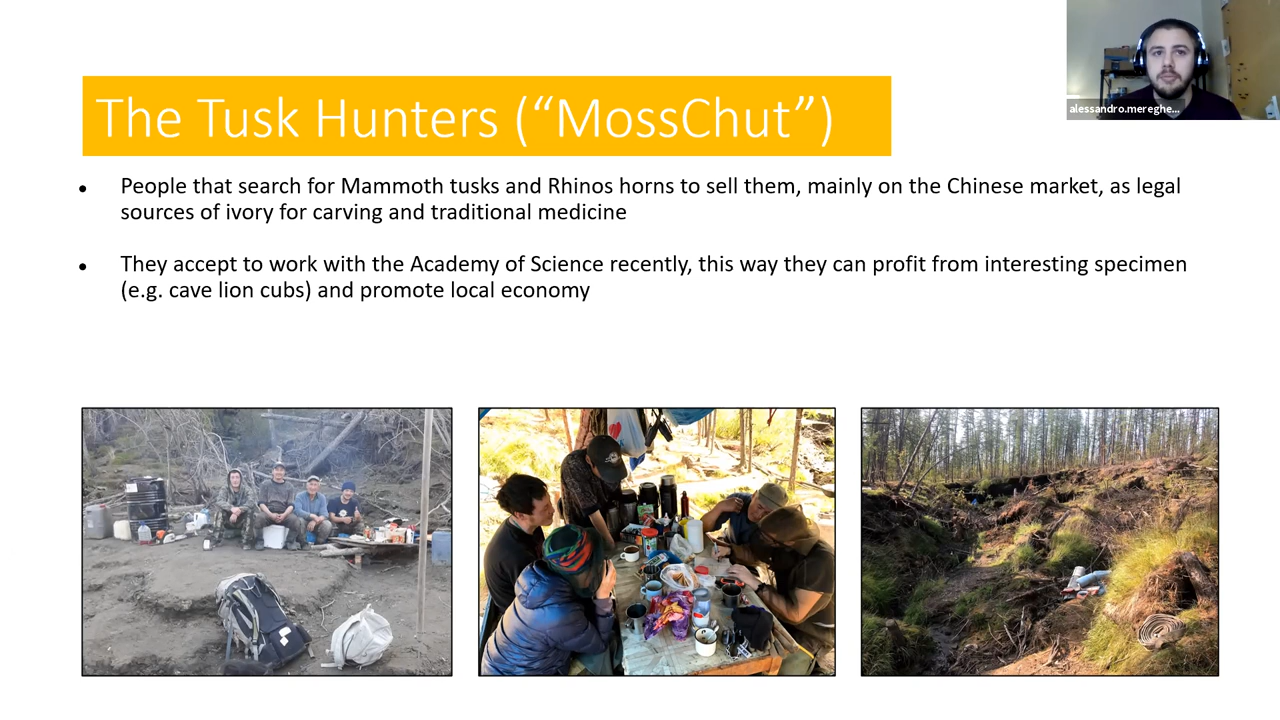 alessandro.mereghe...
The Tusk Hunters (“MossChut”)
• People that search for Mammoth tusks and Rhinos horns to sell them, mainly on the Chinese market, as legal
sources of ivory for carving and traditional medicine
• They accept to work with the Academy of Science recently, this way they can profit from interesting specimen
(e.g. cave lion cubs) and promote local economy